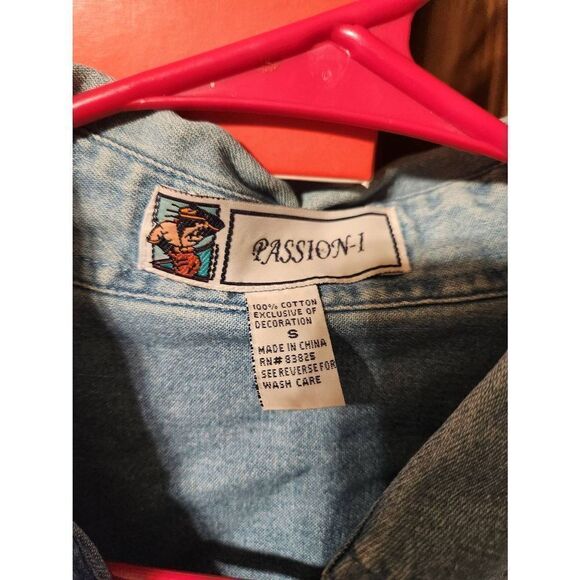 PASSION-1
100% COTTON
EXCLUSIVE OF
DECORATION
S
MADE IN CHINA
RN# 83825
SEE REVERSE FOR
WASH CARE